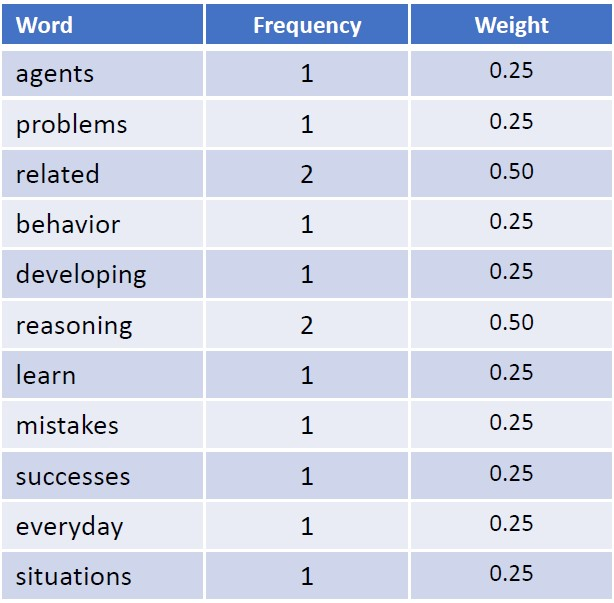 Word Frequency Weight
agents 1 0.25
problems 1 0.25
related 2 0.50
behavior 1 0.25
developing 1 0.25
reasoning 2 0.50
learn 1 0.25
mistakes 1 0.25
successes 1 0.25
everyday 1 0.25
situations 1 0.25